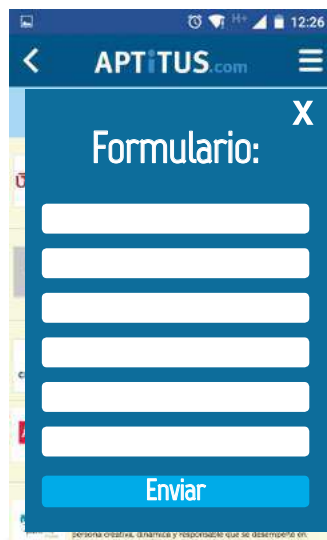 H+ 12:26
APTiTUS.com
X
Formulario:
Enviar
persona creativa, dinámica y responsable que se desempeñe en